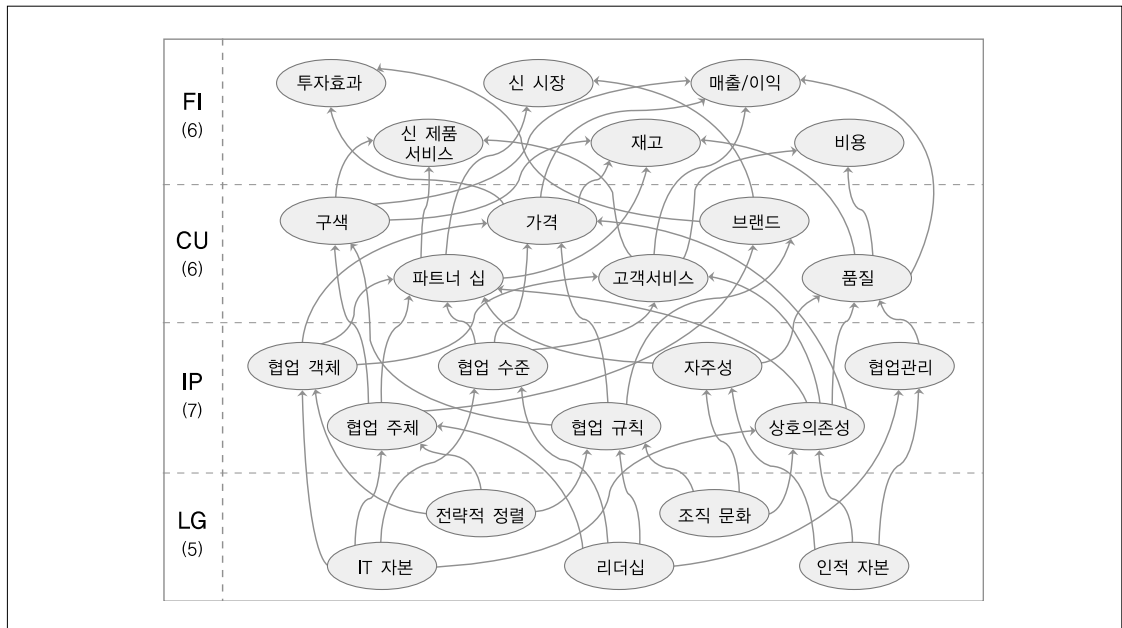 FI
(6)
투자효과
신 시장
매출/이익
신 제품
서비스
재고
비용
CU
(6)
구색
가격
브랜드
파트너 십
고객서비스
품질
IP
(7)
협업 객체
협업 수준
자주성
협업관리
협업 주체
협업 규칙
상호의존성
LG
(5)
전략적 정렬
조직 문화
IT 자본
리더십
인적 자본